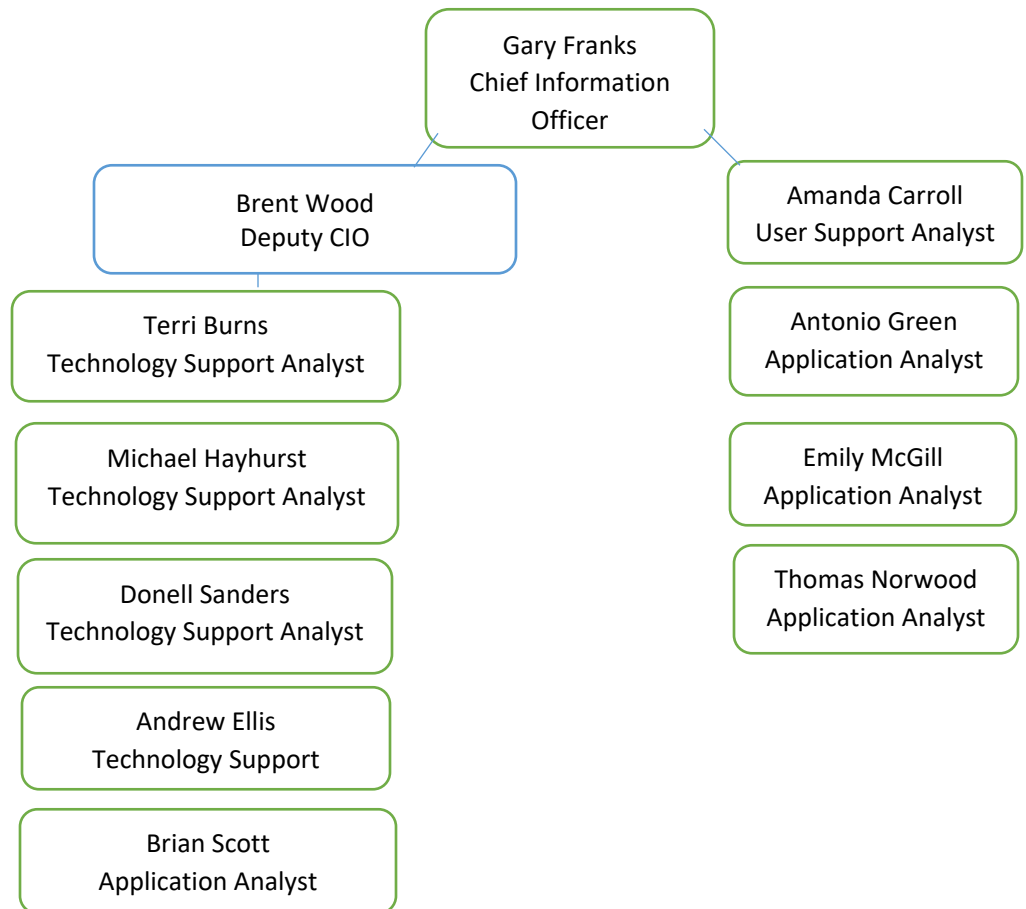 Gary Franks
Chief Information
Officer
Brent Wood
Deputy CIO
Terri Burns
Technology Support Analyst
Michael Hayhurst
Technology Support Analyst
Donell Sanders
Technology Support Analyst
Andrew Ellis
Technology Support
Brian Scott
Application Analyst
Amanda Carroll
User Support Analyst
Antonio Green
Application Analyst
Emily McGill
Application Analyst
Thomas Norwood
Application Analyst